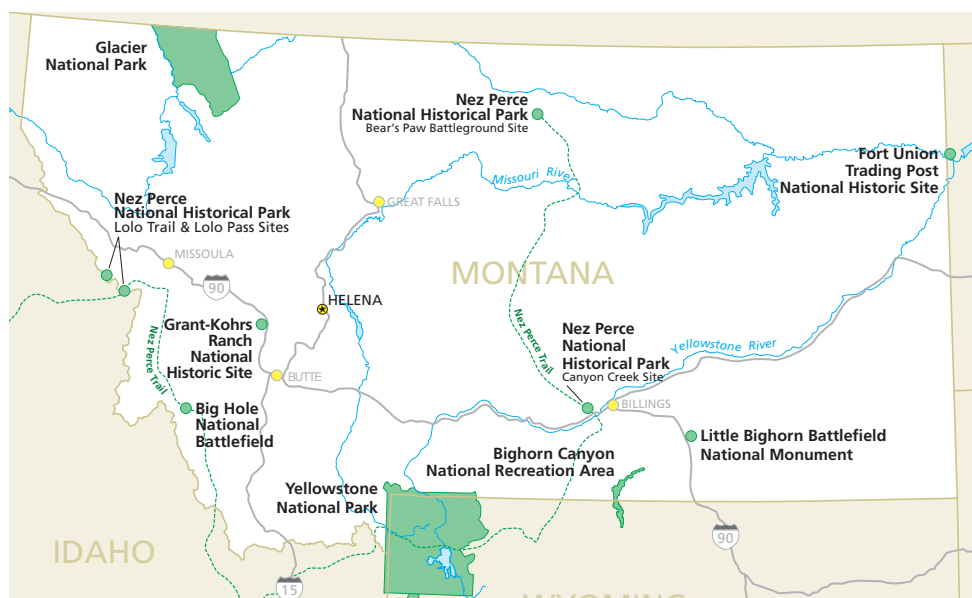 Glacier
National Park
Nez Perce
National Historical Park
Bear's Paw Battleground Site
Fort Union
Trading Post
National Historic Site
Missouri River
Nez Perce
National Historical Park
Lolo Trail & Lolo Pass Sites
GREAT FALLS
MISSOULA
90
MONTANA
HELENA
Grant-Kohrs
Ranch
National
Historic Site
Nez Perce Trail
Nez Perce Trail
Nez Perce
National
Historical Park
Canyon Creek Site
Yellowstone River
BUTTE
BILLINGS
Big Hole
National
Battlefield
Little Bighorn Battlefield
National Monument
Bighorn Canyon
National Recreation Area
Yellowstone
National Park
IDAHO
90
15
WYOMING